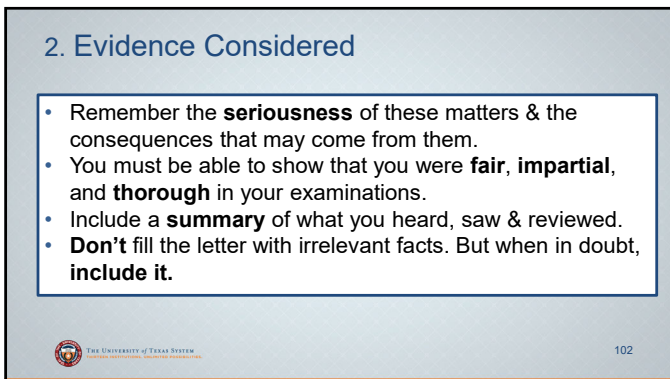 2. Evidence Considered
• Remember the seriousness of these matters & the
consequences that may come from them.
• You must be able to show that you were fair, impartial,
and thorough in your examinations.
• Include a summary of what you heard, saw & reviewed.
• Don’t fill the letter with irrelevant facts. But when in doubt,
include it.
THE UNIVERSITY of TEXAS SYSTEM
102